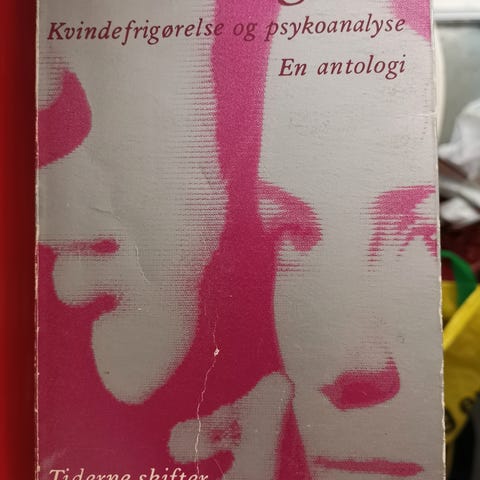 Kvindefrigørelse og psykoanalyse
En antologi
Tiderne skifter